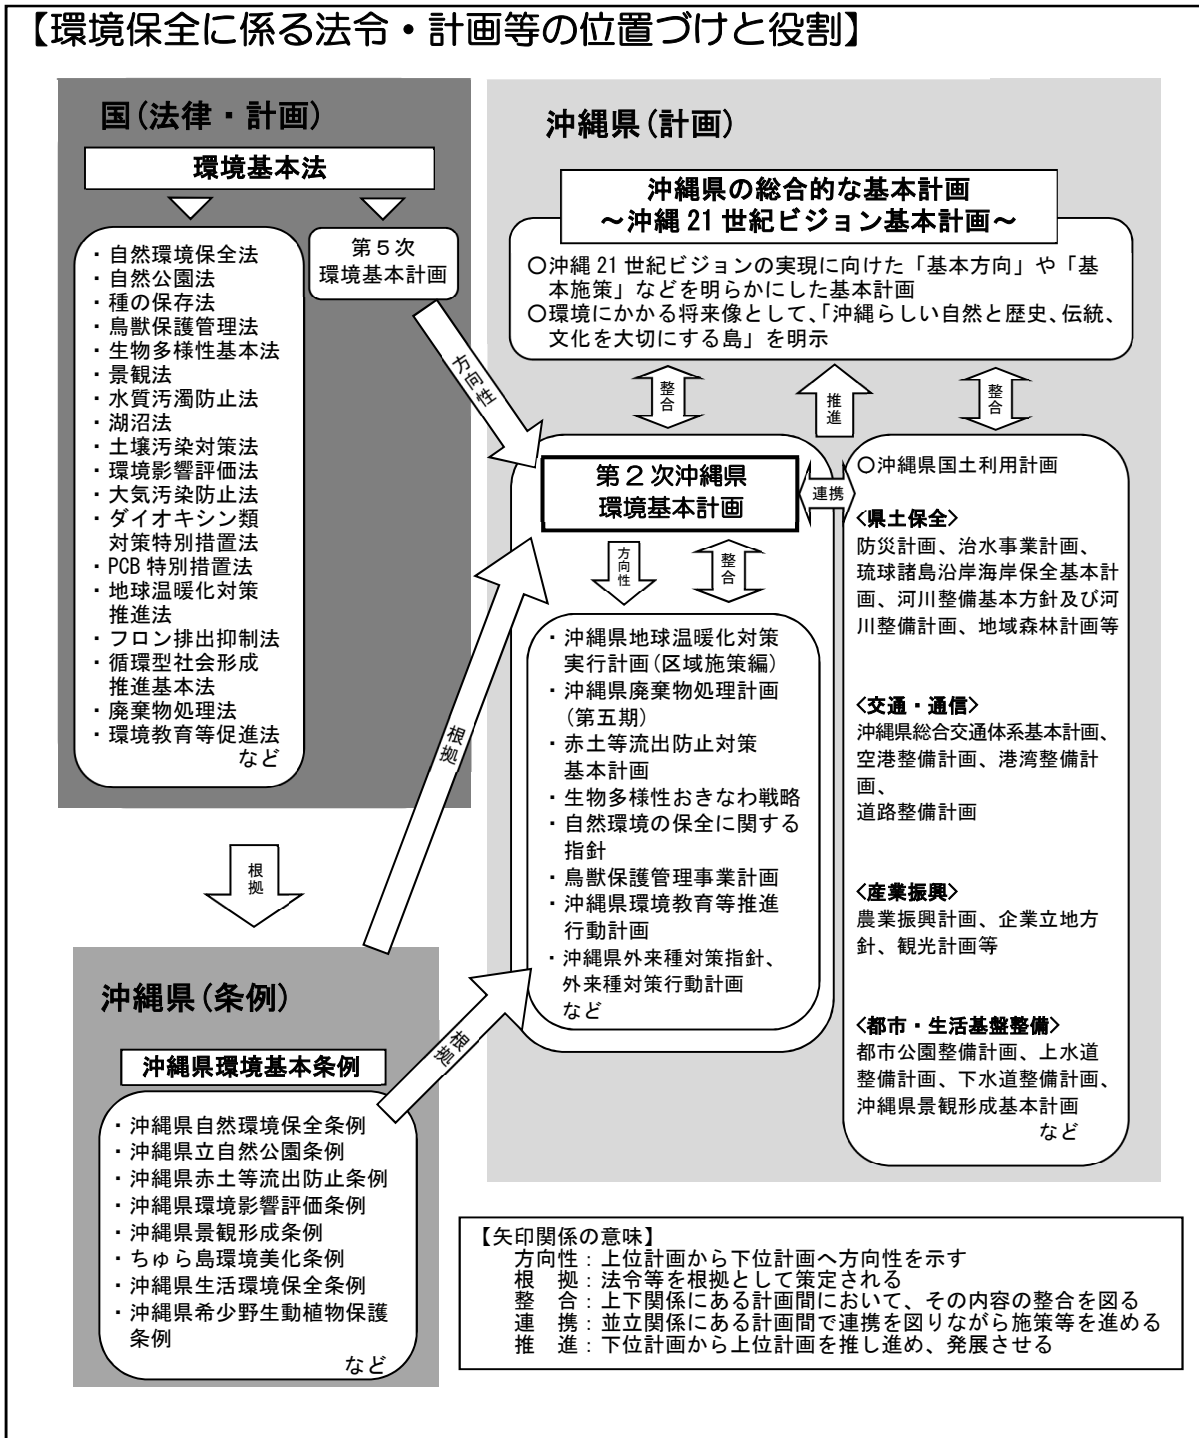 【環境保全に係る法令・計画等の位置づけと役割】
国(法律・計画)
環境基本法
・自然環境保全法
・自然公園法
・種の保存法
・鳥獣保護管理法
・生物多様性基本法
・景観法
・水質汚濁防止法
・湖沼法
・土壌汚染対策法
・環境影響評価法
・大気汚染防止法
・ダイオキシン類
対策特別措置法
・PCB特別措置法
・地球温暖化対策
推進法
・フロン排出抑制法
・循環型社会形成
推進基本法
・廃棄物処理法
・環境教育等促進法
など
第5次
環境基本計画
方向性
根拠
沖縄県(条例)
沖縄県環境基本条例
・沖縄県自然環境保全条例
・沖縄県立自然公園条例
・沖縄県赤土等流出防止条例
・沖縄県環境影響評価条例
・沖縄県景観形成条例
・ちゅら島環境美化条例
・沖縄県生活環境保全条例
・沖縄県希少野生動植物保護
条例
など
根拠
根拠
沖縄県(計画)
沖縄県の総合的な基本計画
~沖縄21世紀ビジョン基本計画~
○沖縄21世紀ビジョンの実現に向けた「基本方向」や「基
本施策」などを明らかにした基本計画
○環境にかかる将来像として、「沖縄らしい自然と歴史、伝統、
文化を大切にする島」を明示
整合
推進
整合
第2次沖縄県
環境基本計画
連携
方向性
整合
・沖縄県地球温暖化対策
実行計画(区域施策編)
・沖縄県廃棄物処理計画
(第五期)
・赤土等流出防止対策
基本計画
・生物多様性おきなわ戦略
・自然環境の保全に関する
指針
・鳥獣保護管理事業計画
・沖縄県環境教育等推進
行動計画
・沖縄県外来種対策指針、
外来種対策行動計画
など
○沖縄県国土利用計画
<県土保全>
防災計画、治水事業計画、
琉球諸島沿岸海岸保全基本計
画、河川整備基本方針及び河
川整備計画、地域森林計画等
<交通・通信>
沖縄県総合交通体系基本計画、
空港整備計画、港湾整備計
画、
道路整備計画
<産業振興>
農業振興計画、企業立地方
針、観光計画等
<都市・生活基盤整備>
都市公園整備計画、上水道
整備計画、下水道整備計画、
沖縄県景観形成基本計画
など
【矢印関係の意味】
方向性:上位計画から下位計画へ方向性を示す
根 拠:法令等を根拠として策定される
整 合:上下関係にある計画間において、その内容の整合を図る
連 携:並立関係にある計画間で連携を図りながら施策等を進める
推 進:下位計画から上位計画を推し進め、発展させる